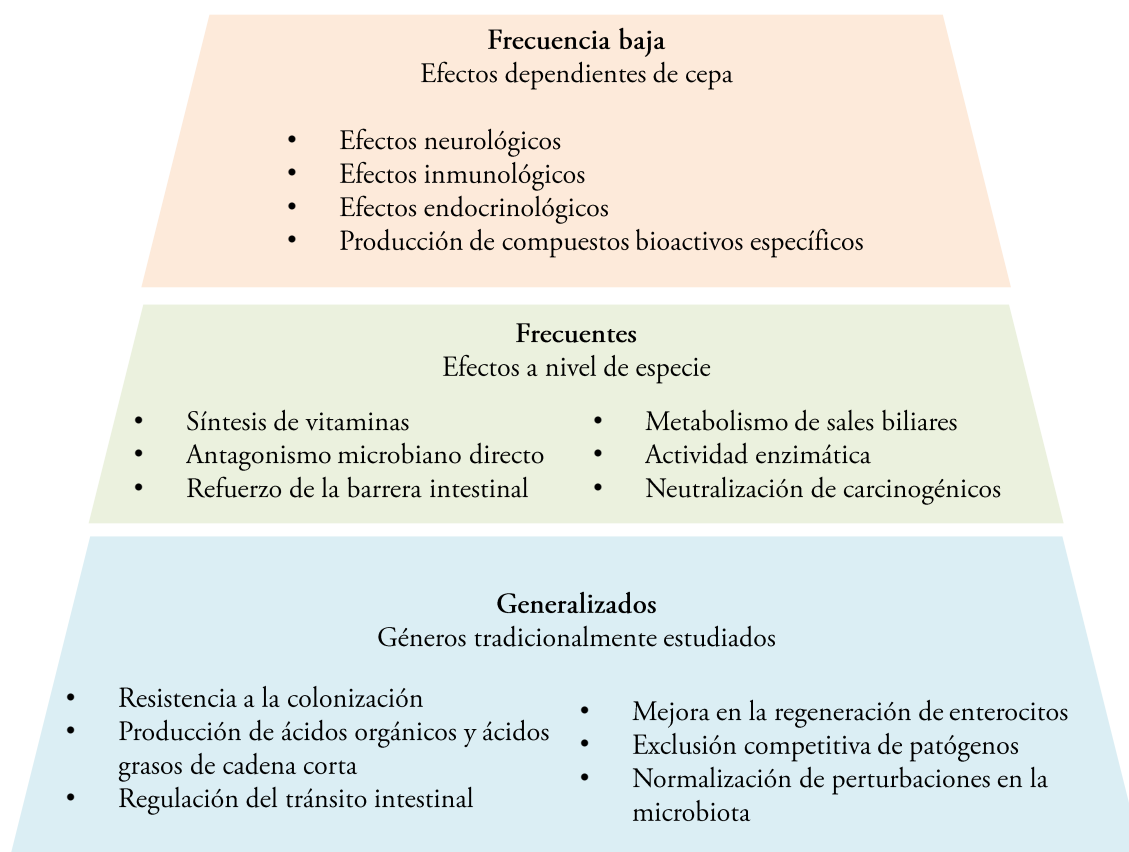 Frecuencia baja
Efectos dependientes de cepa
• Efectos neurológicos
• Efectos inmunológicos
• Efectos endocrinológicos
• Producción de compuestos bioactivos específicos
Frecuentes
Efectos a nivel de especie
• Síntesis de vitaminas
• Antagonismo microbiano directo
• Refuerzo de la barrera intestinal
• Metabolismo de sales biliares
• Actividad enzimática
• Neutralización de carcinogénicos
Generalizados
Géneros tradicionalmente estudiados
• Resistencia a la colonización
• Producción de ácidos orgánicos y ácidos
grasos de cadena corta
• Regulación del tránsito intestinal
• Mejora en la regeneración de enterocitos
• Exclusión competitiva de patógenos
• Normalización de perturbaciones en la
microbiota